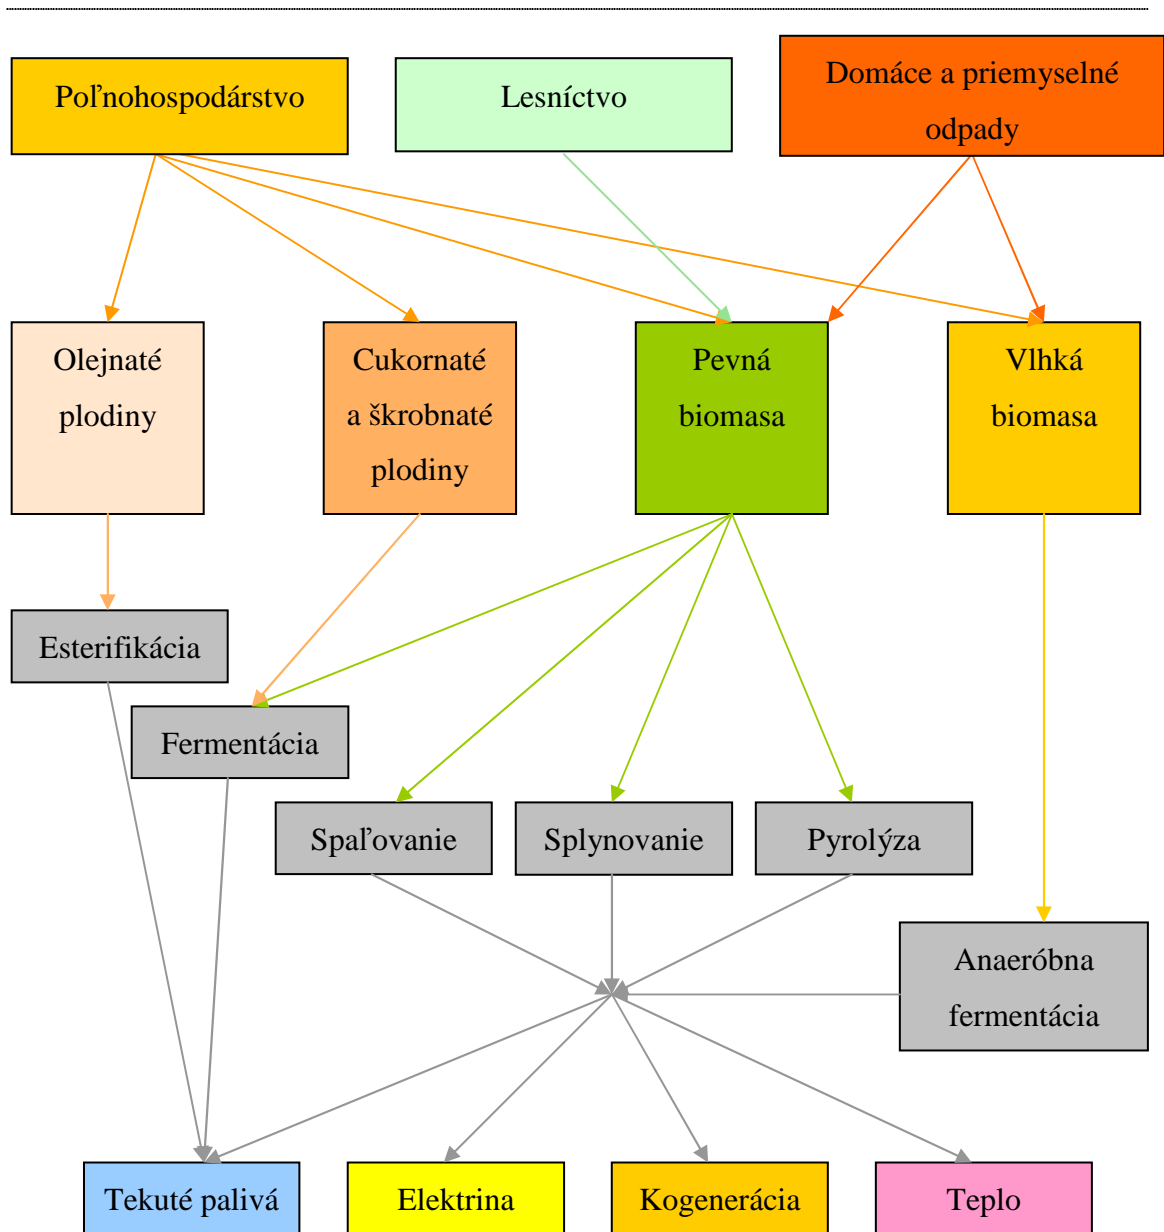 Poľnohospodárstvo
Lesníctvo
Domáce a priemyselné
odpady
Olejnaté
plodiny
Cukornaté
a škrobnaté
plodiny
Pevná
biomasa
Vlhká
biomasa
Esterifikácia
Fermentácia
Spaľovanie
Splynovanie
Pyrolýza
Anaeróbna
fermentácia
Tekuté palivá
Elektrina
Kogenerácia
Teplo